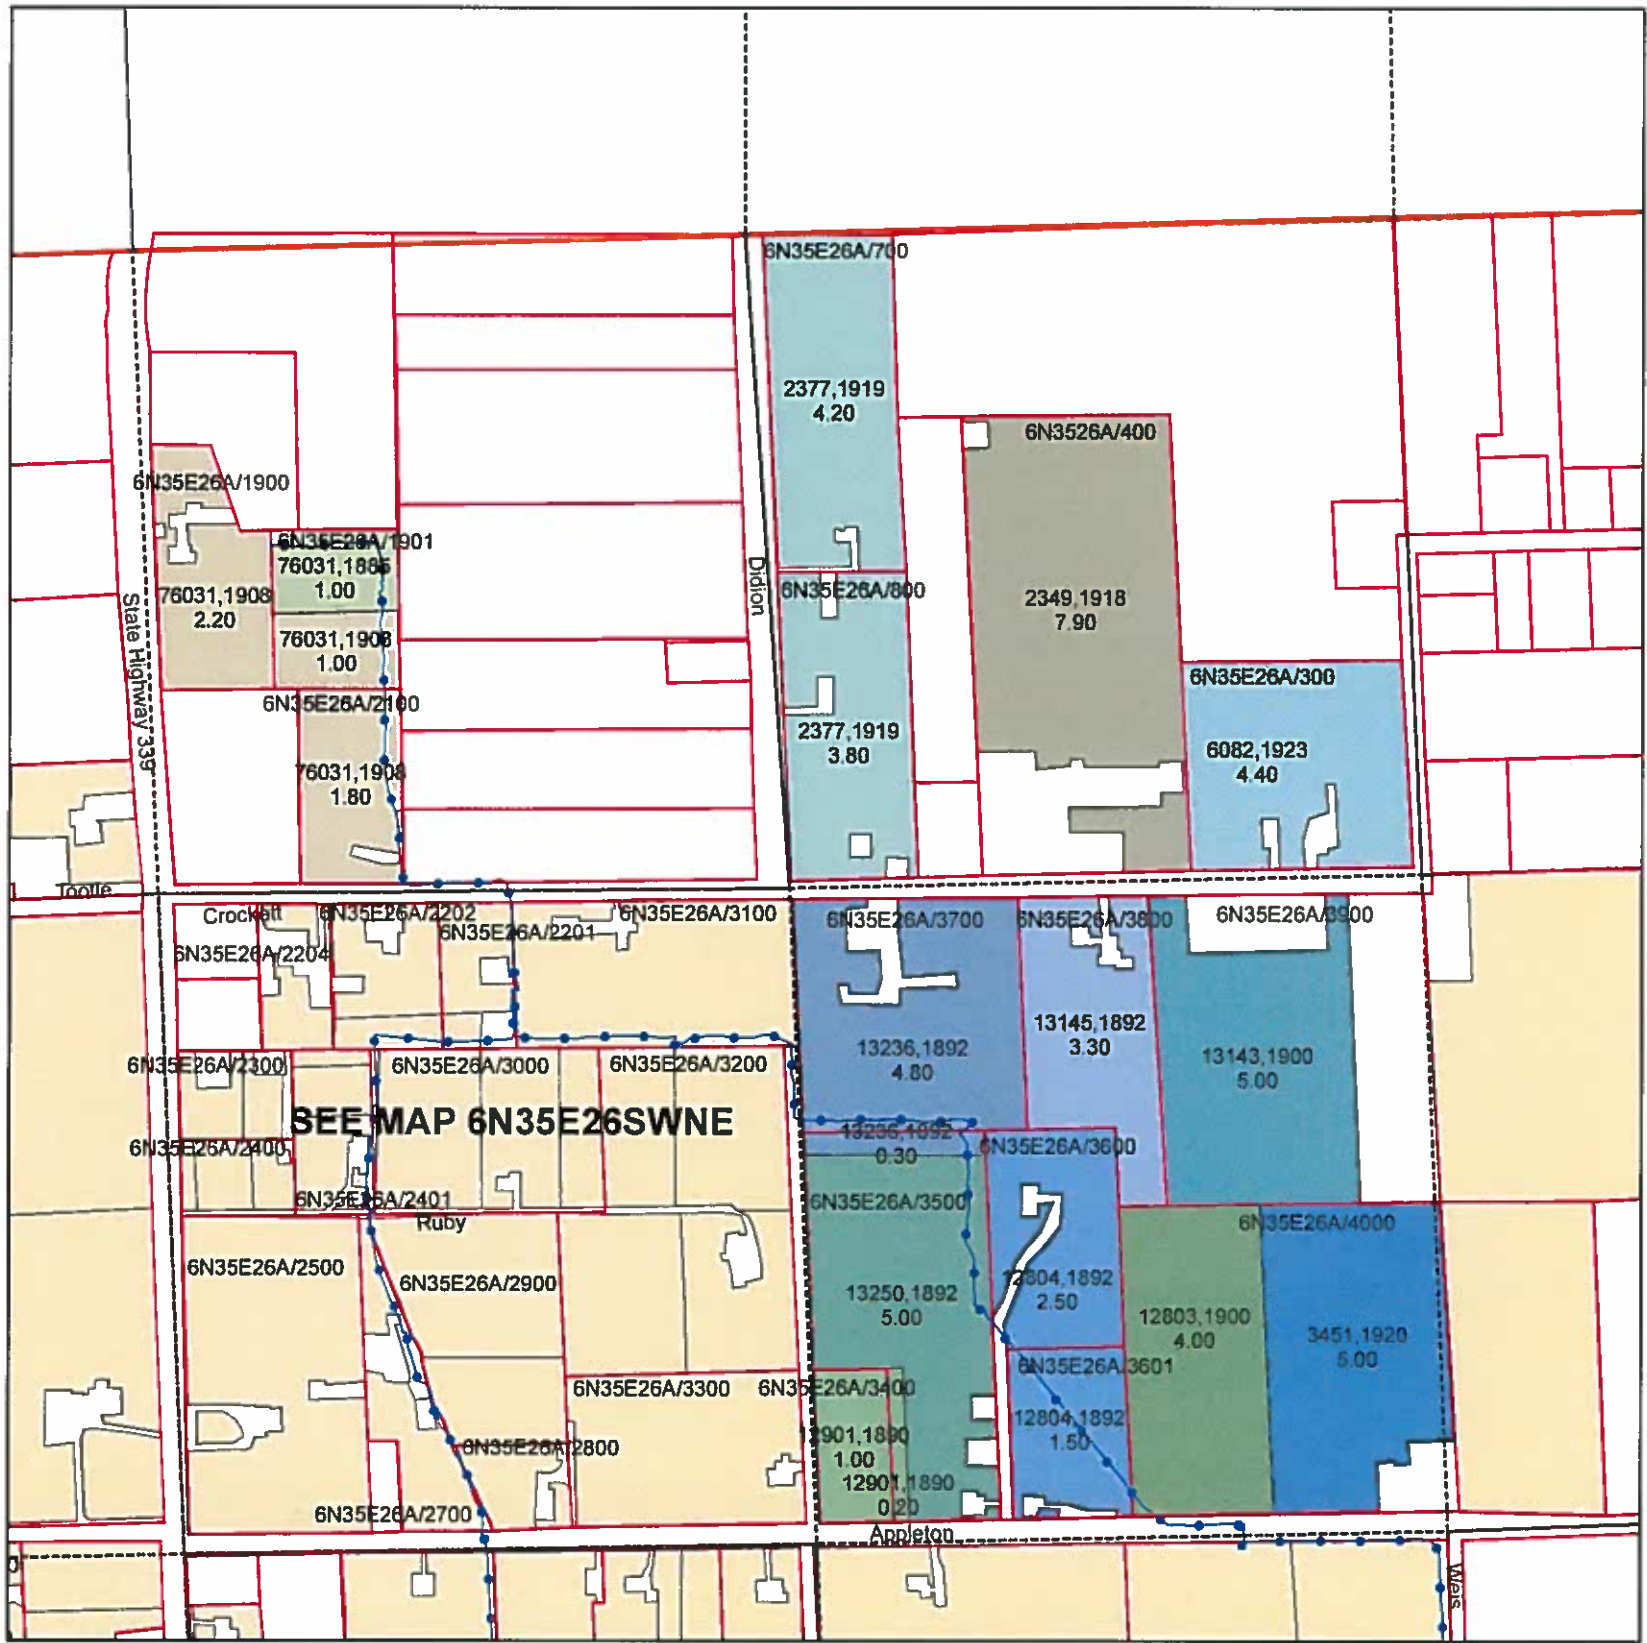 6N35E26A/700
2377,1919
4.20
6N3526A/400
6N35E26A/1900
6N35E26A/1901
76031,1885
1.00
76031,1908
2.20
76031,1908
1.00
6N35E26A/2100
76031,1908
1.80
State Highway 339
Didion
6N35E26A/800
2377,1919
3.80
2349,1918
7.90
6N35E26A/300
6082,1923
4.40
Tootle
Crockett
6N35E26A/2202
6N35E26A/2201
6N35E26A/3100
6N35E26A/2204
6N35E26A/3700
6N35E26A/3800
6N35E26A/3900
13236,1892
4.80
13145,1892
3.30
13143,1900
5.00
6N35E26A/2300
6N35E26A/3000
6N35E26A/3200
SEE MAP 6N35E26SWNE
6N35E26A/2400
6N35E26A/2401
Ruby
13236,1892
0.30
6N35E26A/3600
6N35E26A/3500
6N35E26A/4000
6N35E26A/2500
6N35E26A/2900
13250,1892
5.00
12804,1892
2.50
12803,1900
4.00
3451,1920
5.00
6N35E26A/3601
6N35E26A/3300
6N35E26A/3400
12804,1892
1.50
12901,1890
1.00
12901,1890
0.20
6N35E26A/2800
6N35E26A/2700
Appleton
Weis